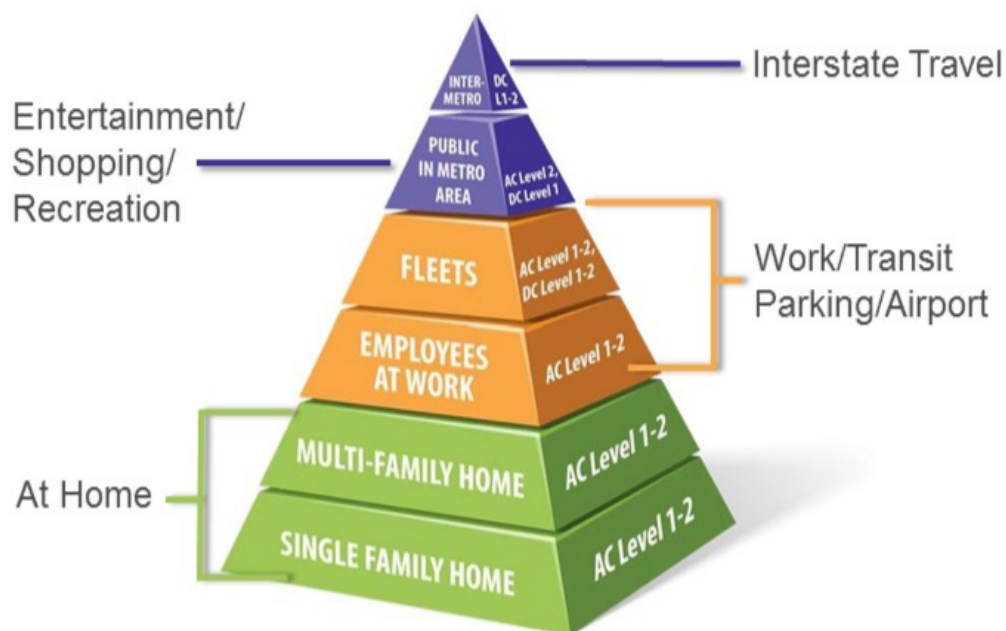 INTER-
METRO
DC
L1-2
Interstate Travel
Entertainment/
Shopping/
Recreation
PUBLIC
IN METRO
AREA
AC Level 2,
DC Level 1
FLEETS
AC Level 1-2,
DC Level 1-2
Work/Transit
Parking/Airport
EMPLOYEES
AT WORK
AC Level 1-2
At Home
MULTI-FAMILY HOME
AC Level 1-2
SINGLE FAMILY HOME
AC Level 1-2